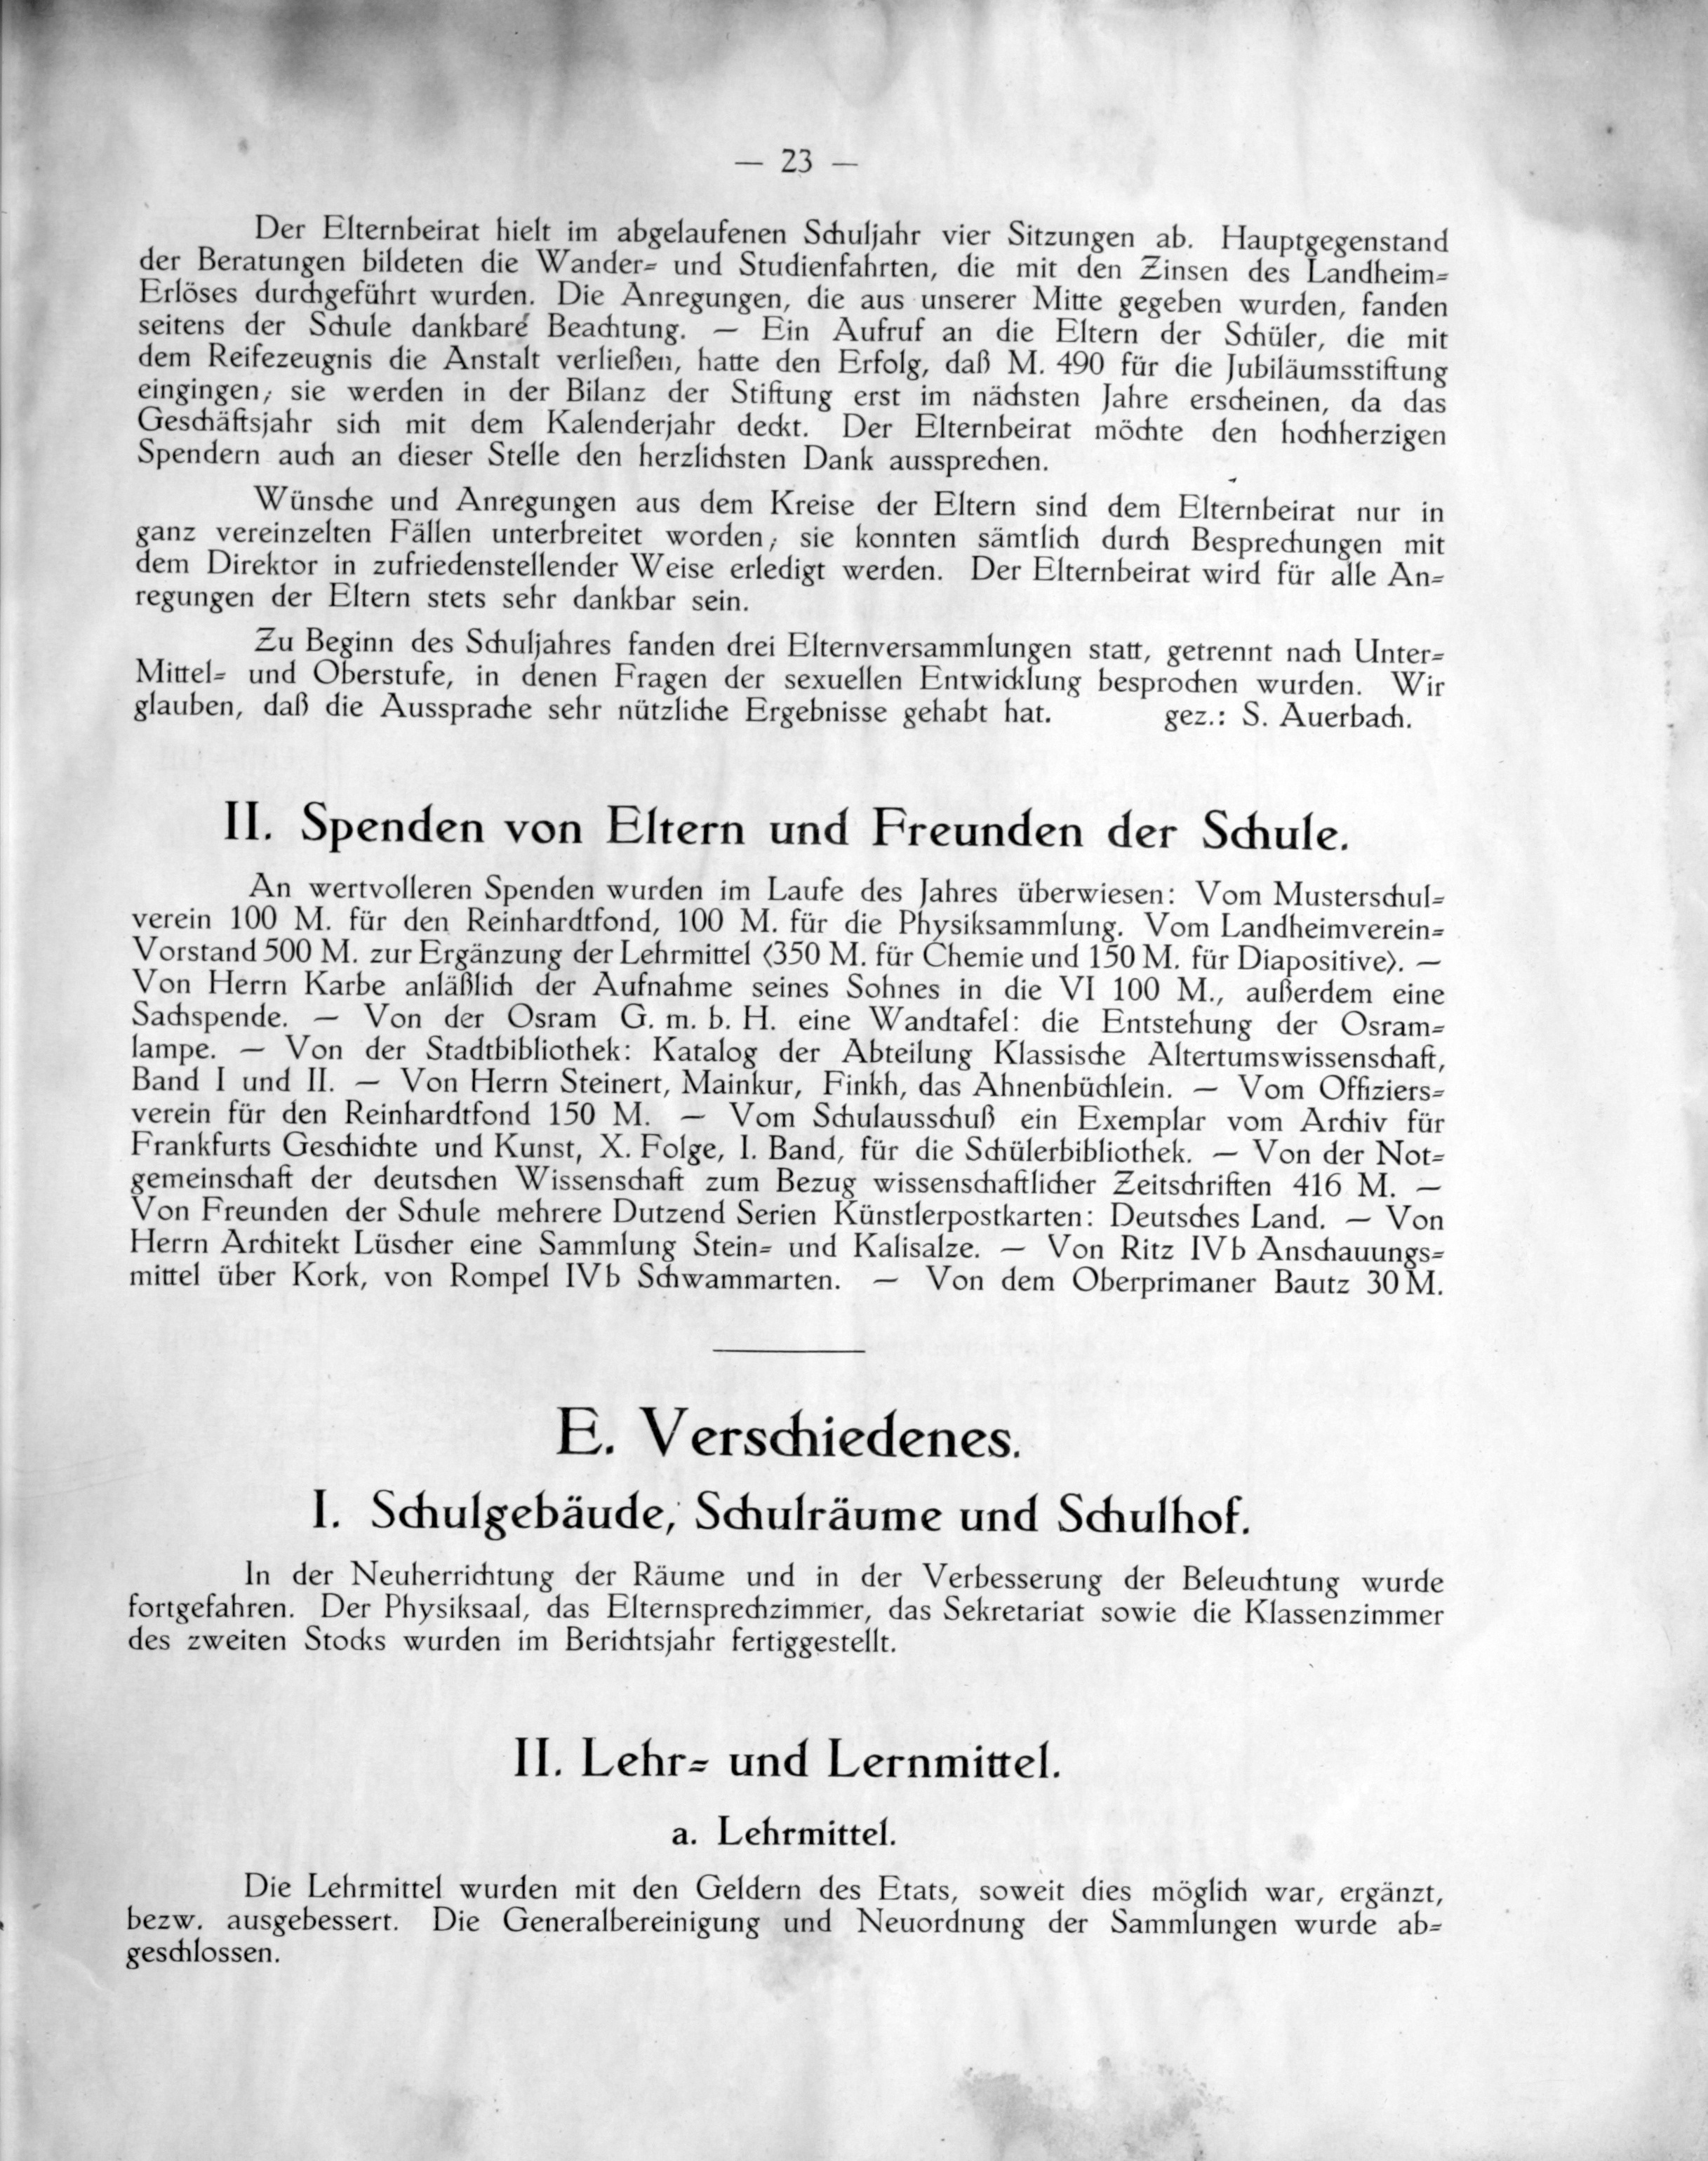 — 23 —
Der Elternbeirat hielt im abgelaufenen Schuljahr vier Sitzungen ab. Hauptgegenstand
der Beratungen bildeten die Wander= und Studienfahrten, die mit den Zinsen des Landheim=
Erlöses durchgeführt wurden. Die Anregungen, die aus unserer Mitte gegeben wurden, fanden
seitens der Schule dankbare Beachtung. — Ein Aufruf an die Eltern der Schüler, die mit
dem Reifezeugnis die Anstalt verließen, hatte den Erfolg, daß M. 490 für die Jubiläumsstiftung
eingingen; sie werden in der Bilanz der Stiftung erst im nächsten Jahre erscheinen, da das
Geschäftsjahr sich mit dem Kalenderjahr deckt. Der Elternbeirat möchte den hochherzigen
Spendern auch an dieser Stelle den herzlichsten Dank aussprechen.
Wünsche und Anregungen aus dem Kreise der Eltern sind dem Elternbeirat nur in
ganz vereinzelten Fällen unterbreitet worden; sie konnten sämtlich durch Besprechungen mit
dem Direktor in zufriedenstellender Weise erledigt werden. Der Elternbeirat wird für alle An=
regungen der Eltern stets sehr dankbar sein.
Zu Beginn des Schuljahres fanden drei Elternversammlungen statt, getrennt nach Unter=
Mittel= und Oberstufe, in denen Fragen der sexuellen Entwicklung besprochen wurden. Wir
glauben, daß die Aussprache sehr nützliche Ergebnisse gehabt hat. gez.: S. Auerbach.
II. Spenden von Eltern und Freunden der Schule.
An wertvolleren Spenden wurden im Laufe des Jahres überwiesen: Vom Musterschul=
verein 100 M. für den Reinhardtfond, 100 M. für die Physiksammlung. Vom Landheimverein=
Vorstand 500 M. zur Ergänzung der Lehrmittel (350 M. für Chemie und 150 M. für Diapositive). —
Von Herrn Karbe anläßlich der Aufnahme seines Sohnes in die VI 100 M., außerdem eine
Sachspende. — Von der Osram G. m. b. H. eine Wandtafel: die Entstehung der Osram=
lampe. — Von der Stadtbibliothek: Katalog der Abteilung Klassische Altertumswissenschaft,
Band I und II. — Von Herrn Steinert, Mainkur, Finkh, das Ahnenbüchlein. — Vom Offiziers=
verein für den Reinhardtfond 150 M. — Vom Schulausschuß ein Exemplar vom Archiv für
Frankfurts Geschichte und Kunst, X. Folge, I. Band, für die Schülerbibliothek. — Von der Not=
gemeinschaft der deutschen Wissenschaft zum Bezug wissenschaftlicher Zeitschriften 416 M. —
Von Freunden der Schule mehrere Dutzend Serien Künstlerpostkarten: Deutsches Land. — Von
Herrn Architekt Lüscher eine Sammlung Stein= und Kalisalze. — Von Ritz IVb Anschauungs=
mittel über Kork, von Rompel IVb Schwammarten. — Von dem Oberprimaner Bautz 30 M.
E. Verschiedenes.
I. Schulgebäude, Schulräume und Schulhof.
In der Neuherrichtung der Räume und in der Verbesserung der Beleuchtung wurde
fortgefahren. Der Physiksaal, das Elternsprechzimmer, das Sekretariat sowie die Klassenzimmer
des zweiten Stocks wurden im Berichtsjahr fertiggestellt.
II. Lehr= und Lernmittel.
a. Lehrmittel.
Die Lehrmittel wurden mit den Geldern des Etats, soweit dies möglich war, ergänzt,
bezw. ausgebessert. Die Generalbereinigung und Neuordnung der Sammlungen wurde ab=
geschlossen.